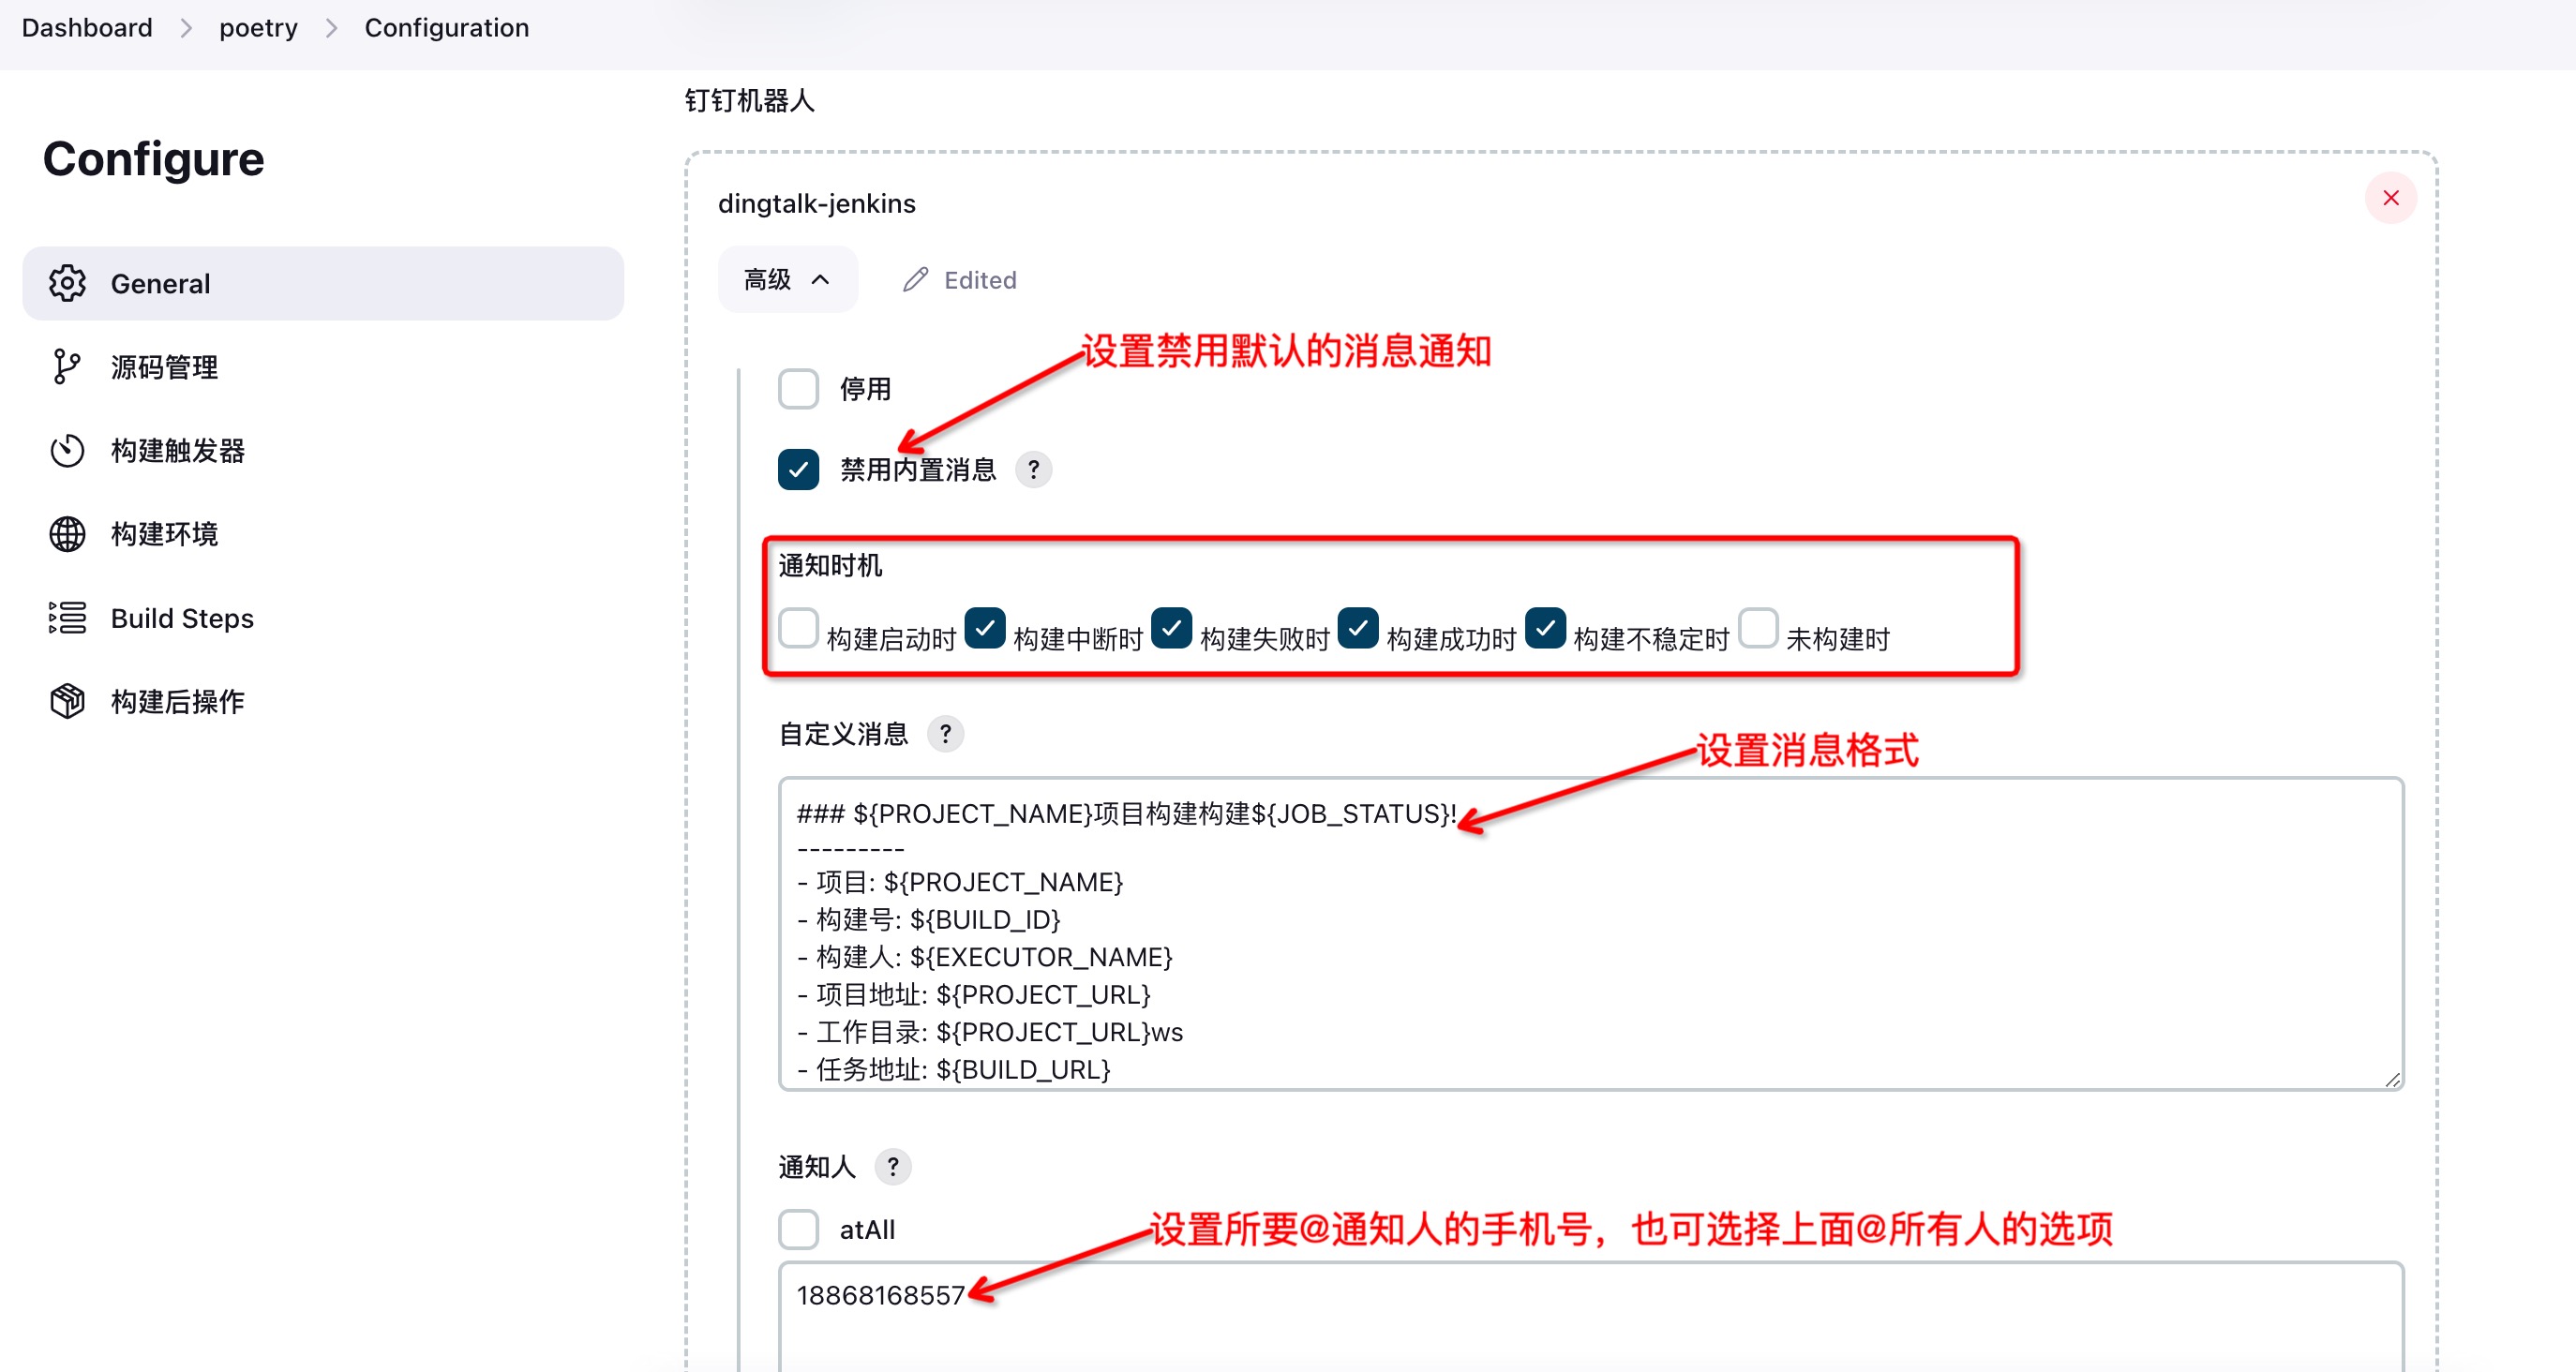 Dashboard > poetry > Configuration
钉钉机器人
Configure
General
源码管理
构建触发器
构建环境
Build Steps
构建后操作
dingtalk-jenkins
高级
Edited
设置禁用默认的消息通知
停用
禁用内置消息 ?
通知时机
构建启动时 构建中断时 构建失败时 构建成功时 构建不稳定时 未构建时
自定义消息 ?
设置消息格式
### ${PROJECT_NAME}项目构建构建${JOB_STATUS}!
---------
- 项目: ${PROJECT_NAME}
- 构建号: ${BUILD_ID}
- 构建人: ${EXECUTOR_NAME}
- 项目地址: ${PROJECT_URL}
- 工作目录: ${PROJECT_URL}ws
- 任务地址: ${BUILD_URL}
通知人 ?
atAll
设置所要@通知人的手机号，也可选择上面@所有人的选项
18868168557